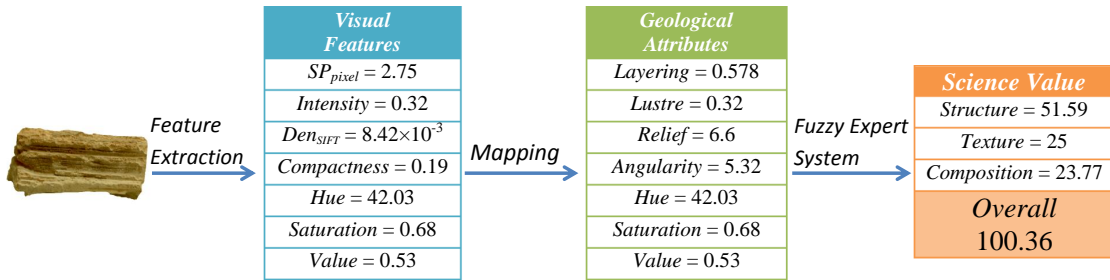 Feature
Extraction
Visual
Features
SP_pixel = 2.75
Intensity = 0.32
Den_SIFT = 8.42×10⁻³
Compactness = 0.19
Hue = 42.03
Saturation = 0.68
Value = 0.53
Mapping
Geological
Attributes
Layering = 0.578
Lustre = 0.32
Relief = 6.6
Angularity = 5.32
Hue = 42.03
Saturation = 0.68
Value = 0.53
Fuzzy Expert
System
Science Value
Structure = 51.59
Texture = 25
Composition = 23.77
Overall
100.36